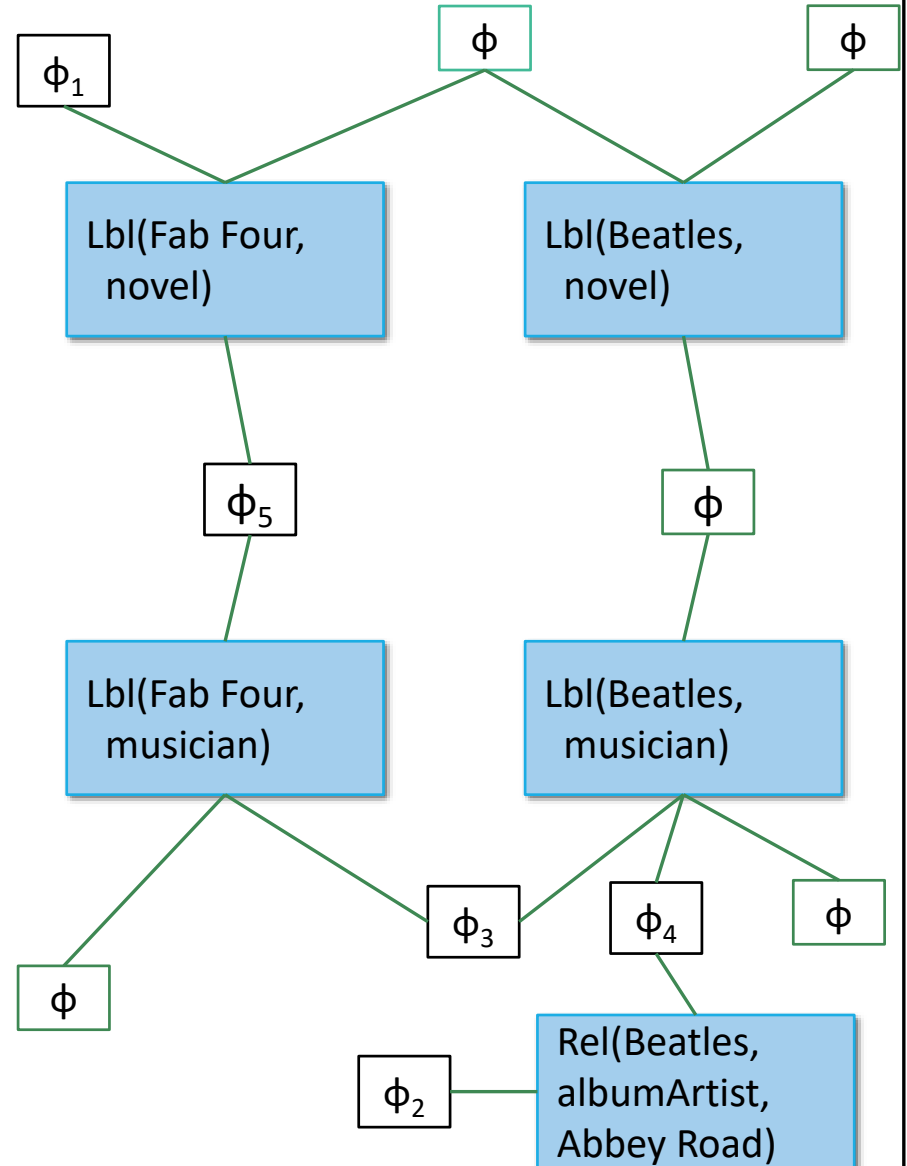 ϕ₁
ϕ
ϕ
Lbl(Fab Four,
novel)
Lbl(Beatles,
novel)
ϕ₅
ϕ
Lbl(Fab Four,
musician)
Lbl(Beatles,
musician)
ϕ₃
ϕ₄
ϕ
ϕ
ϕ₂
Rel(Beatles,
albumArtist,
Abbey Road)